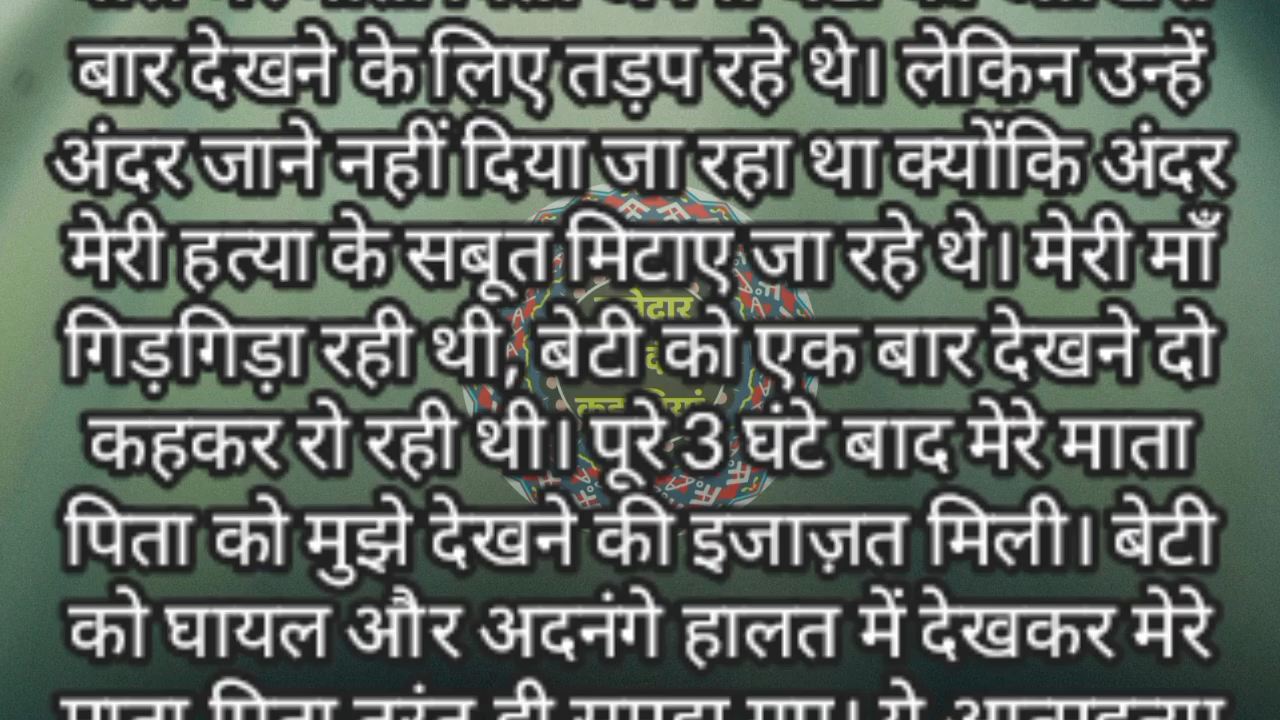 बार देखने के लिए तड़प रहे थे। लेकिन उन्हें
अंदर जाने नहीं दिया जा रहा था क्योंकि अंदर
मेरी हत्या के सबूत मिटाए जा रहे थे। मेरी माँ
गिड़गिड़ा रही थी, बेटी को एक बार देखने दो
कहकर रो रही थी। पूरे 3 घंटे बाद मेरे माता
पिता को मुझे देखने की इजाज़त मिली। बेटी
को घायल और अदनंगे हालत में देखकर मेरे